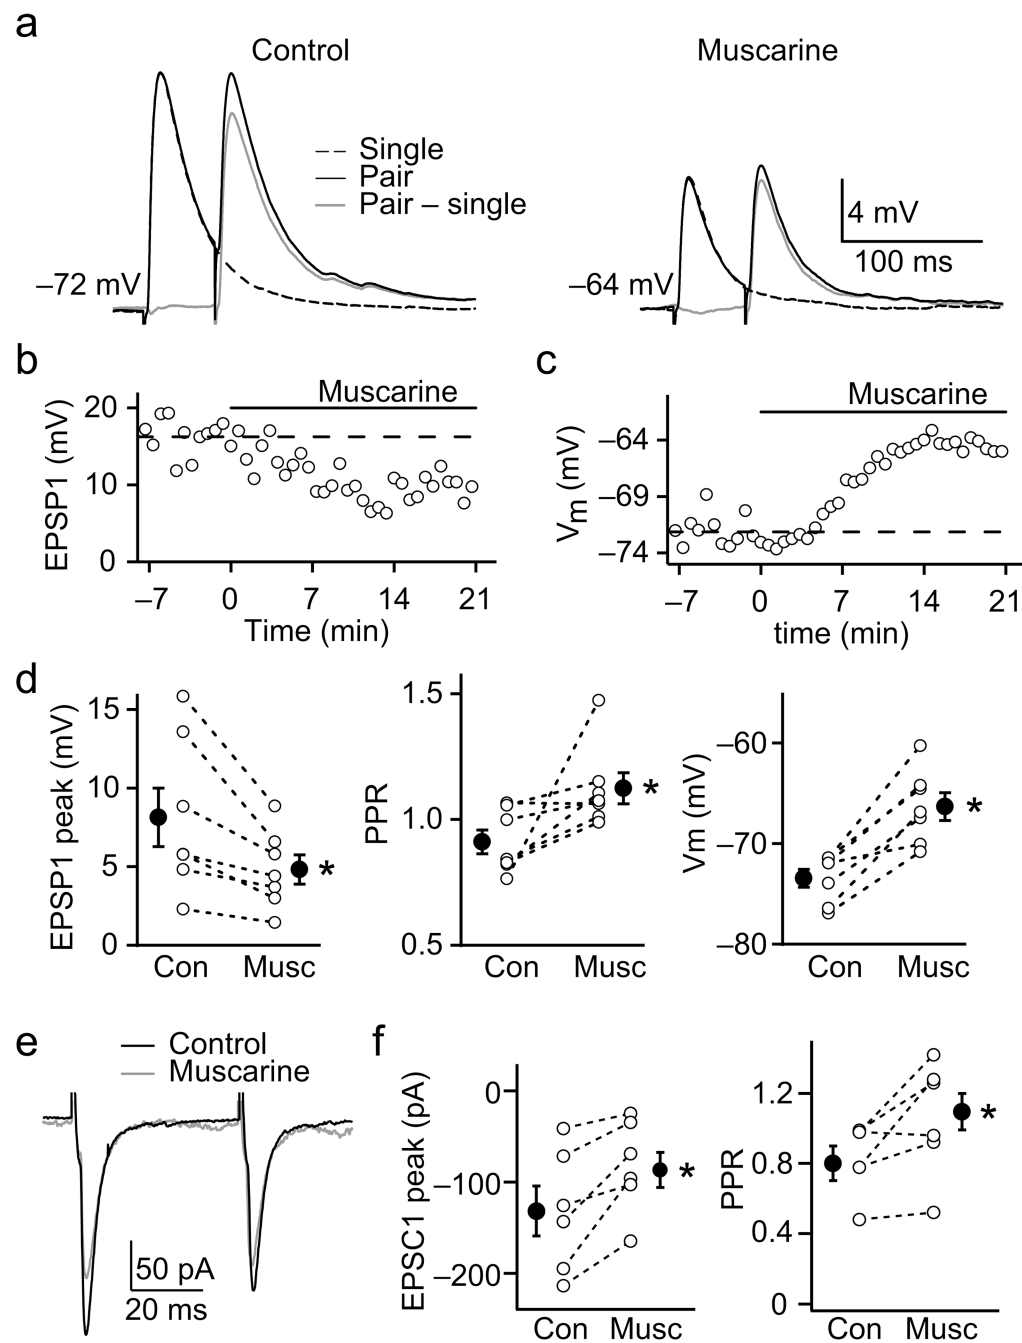 a
Control
Muscarine
Single
Pair
Pair – single
4 mV
100 ms
–72 mV
–64 mV
b
Muscarine
EPSP1 (mV)
20
10
0
–7
0
7
14
21
Time (min)
c
Muscarine
Vm (mV)
–64
–69
–74
–7
0
7
14
21
time (min)
d
EPSP1 peak (mV)
15
10
5
0
*
Con
Musc
PPR
1.5
1.0
0.5
*
Con
Musc
Vm (mV)
–60
–70
–80
*
Con
Musc
e
Control
Muscarine
50 pA
20 ms
f
EPSC1 peak (pA)
0
–100
–200
*
Con
Musc
PPR
1.2
0.8
0.4
0
*
Con
Musc